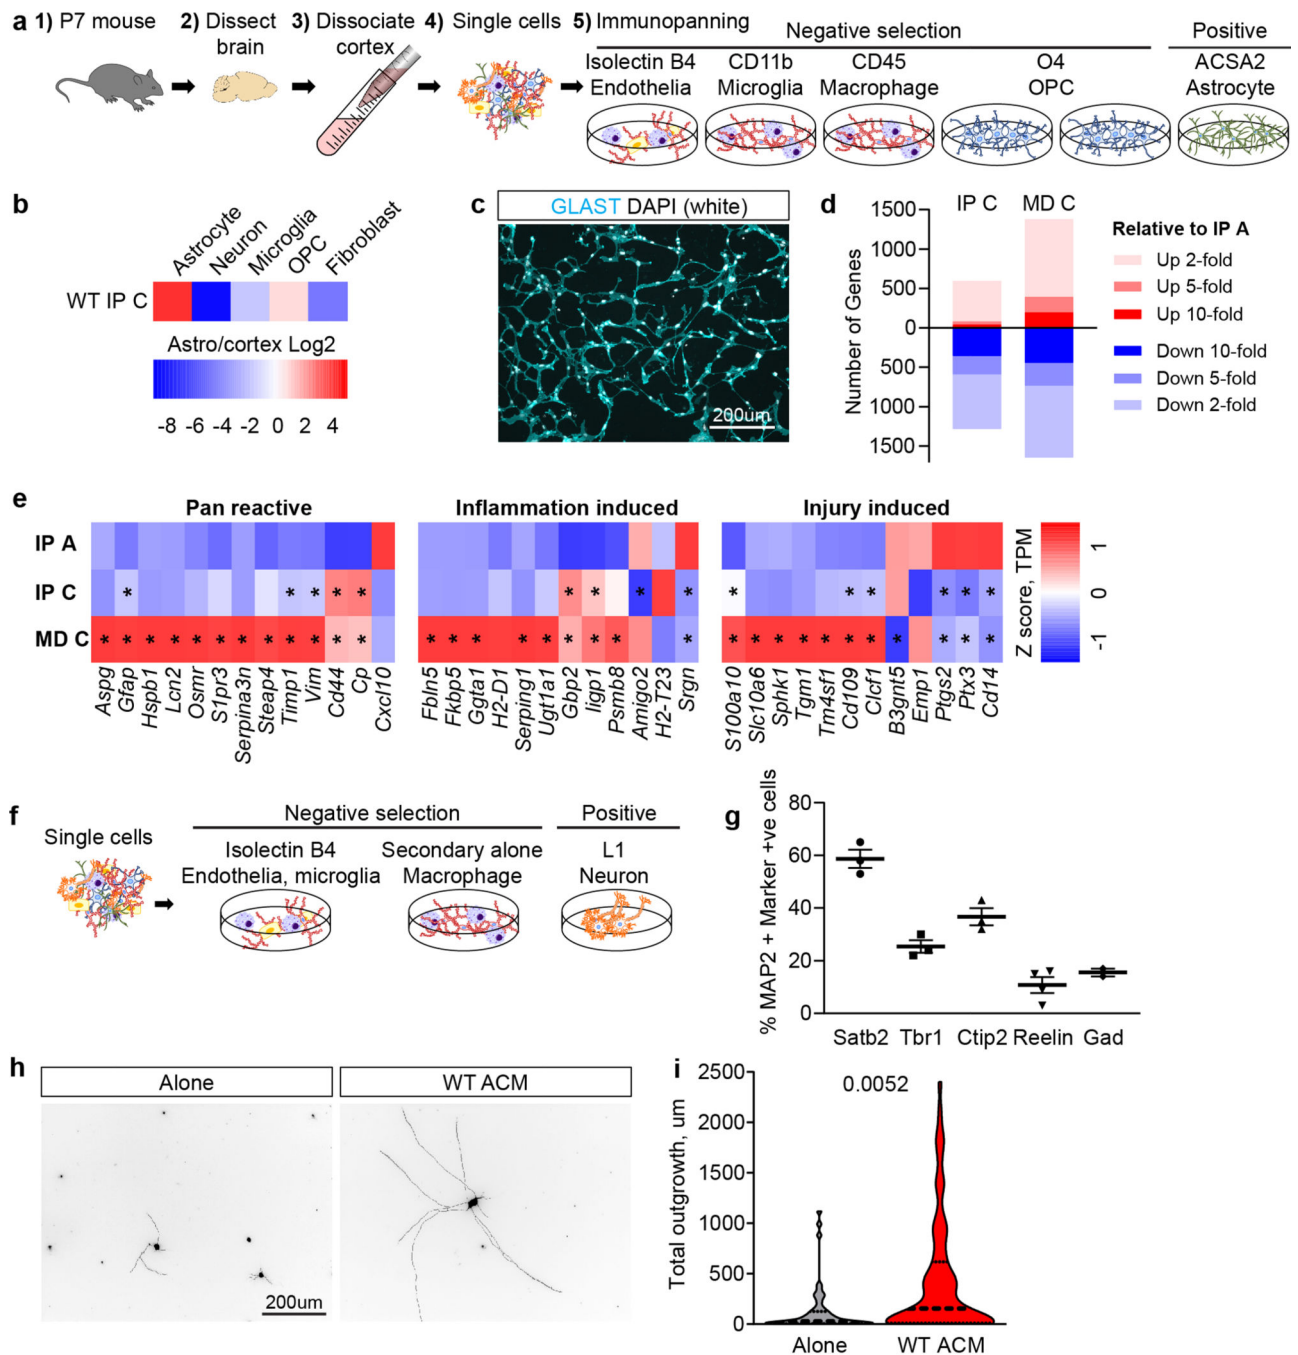 a 1) P7 mouse 2) Dissect brain 3) Dissociate cortex 4) Single cells 5) Immunopanning
Negative selection Positive
Isolectin B4 CD11b CD45 O4 ACSA2
Endothelia Microglia Macrophage OPC Astrocyte
b
Astrocyte Neuron Microglia OPC Fibroblast
WT IP C
Astro/cortex Log2
-8 -6 -4 -2 0 2 4
c
GLAST DAPI (white)
200um
d
IP C MD C
Number of Genes
1500
1000
500
0
500
1000
1500
Relative to IP A
Up 2-fold
Up 5-fold
Up 10-fold
Down 10-fold
Down 5-fold
Down 2-fold
e
Pan reactive Inflammation induced Injury induced
IP A
IP C
* * * * * * * * * * * * * * *
MD C
* * * * * * * * * * * * * * * * * * * * * * * * * * * * * * * * *
Aspg Gfap Hspb1 Lcn2 Osmr S1pr3 Serpina3n Steap4 Timp1 Vim Cd44 Cp Cxcl10
Fbln5 Fkbp5 Ggta1 H2-D1 Serping1 Ugt1a1 Gbp2 Iigp1 Psmb8 Amigo2 H2-T23 Srgn
S100a10 Slc10a6 Sphk1 Tgm1 Tm4sf1 Cd109 Clcf1 B3gnt5 Emp1 Ptgs2 Ptx3 Cd14
Z score, TPM
1
0
-1
f
Single cells
Negative selection Positive
Isolectin B4 Secondary alone L1
Endothelia, microglia Macrophage Neuron
g
% MAP2 + Marker +ve cells
80
60
40
20
0
Satb2 Tbr1 Ctip2 Reelin Gad
h
Alone WT ACM
200um
i
0.0052
Total outgrowth, um
2500
2000
1500
1000
500
0
Alone WT ACM